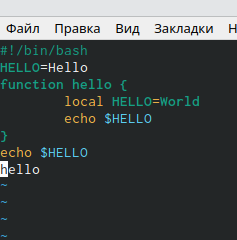 Файл Правка Вид Закладки Н
#!/bin/bash
HELLO=Hello
function hello {
        local HELLO=World
        echo $HELLO
}
echo $HELLO
hello
~
~
~
~